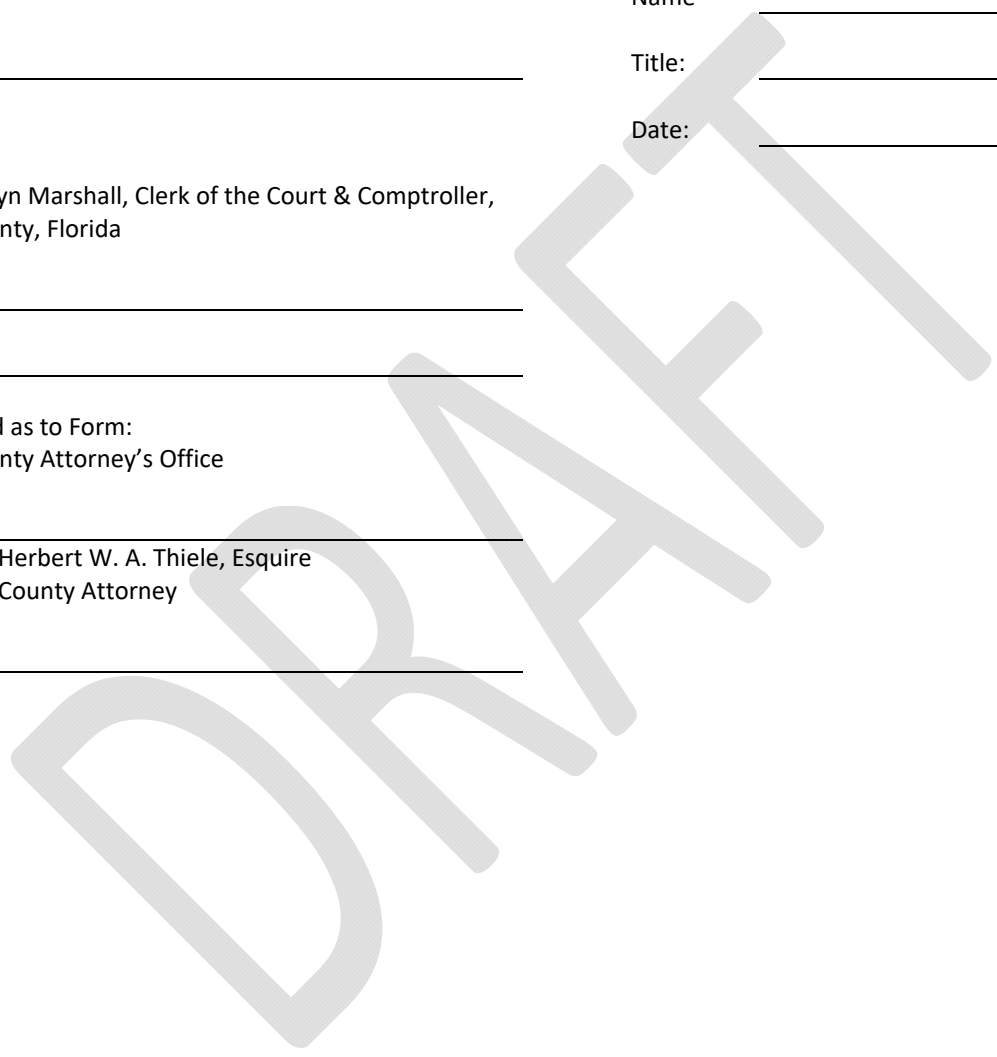 Name
Title:
Date:
yn Marshall, Clerk of the Court & Comptroller,
nty, Florida
d as to Form:
nty Attorney’s Office
Herbert W. A. Thiele, Esquire
County Attorney
DRAFT